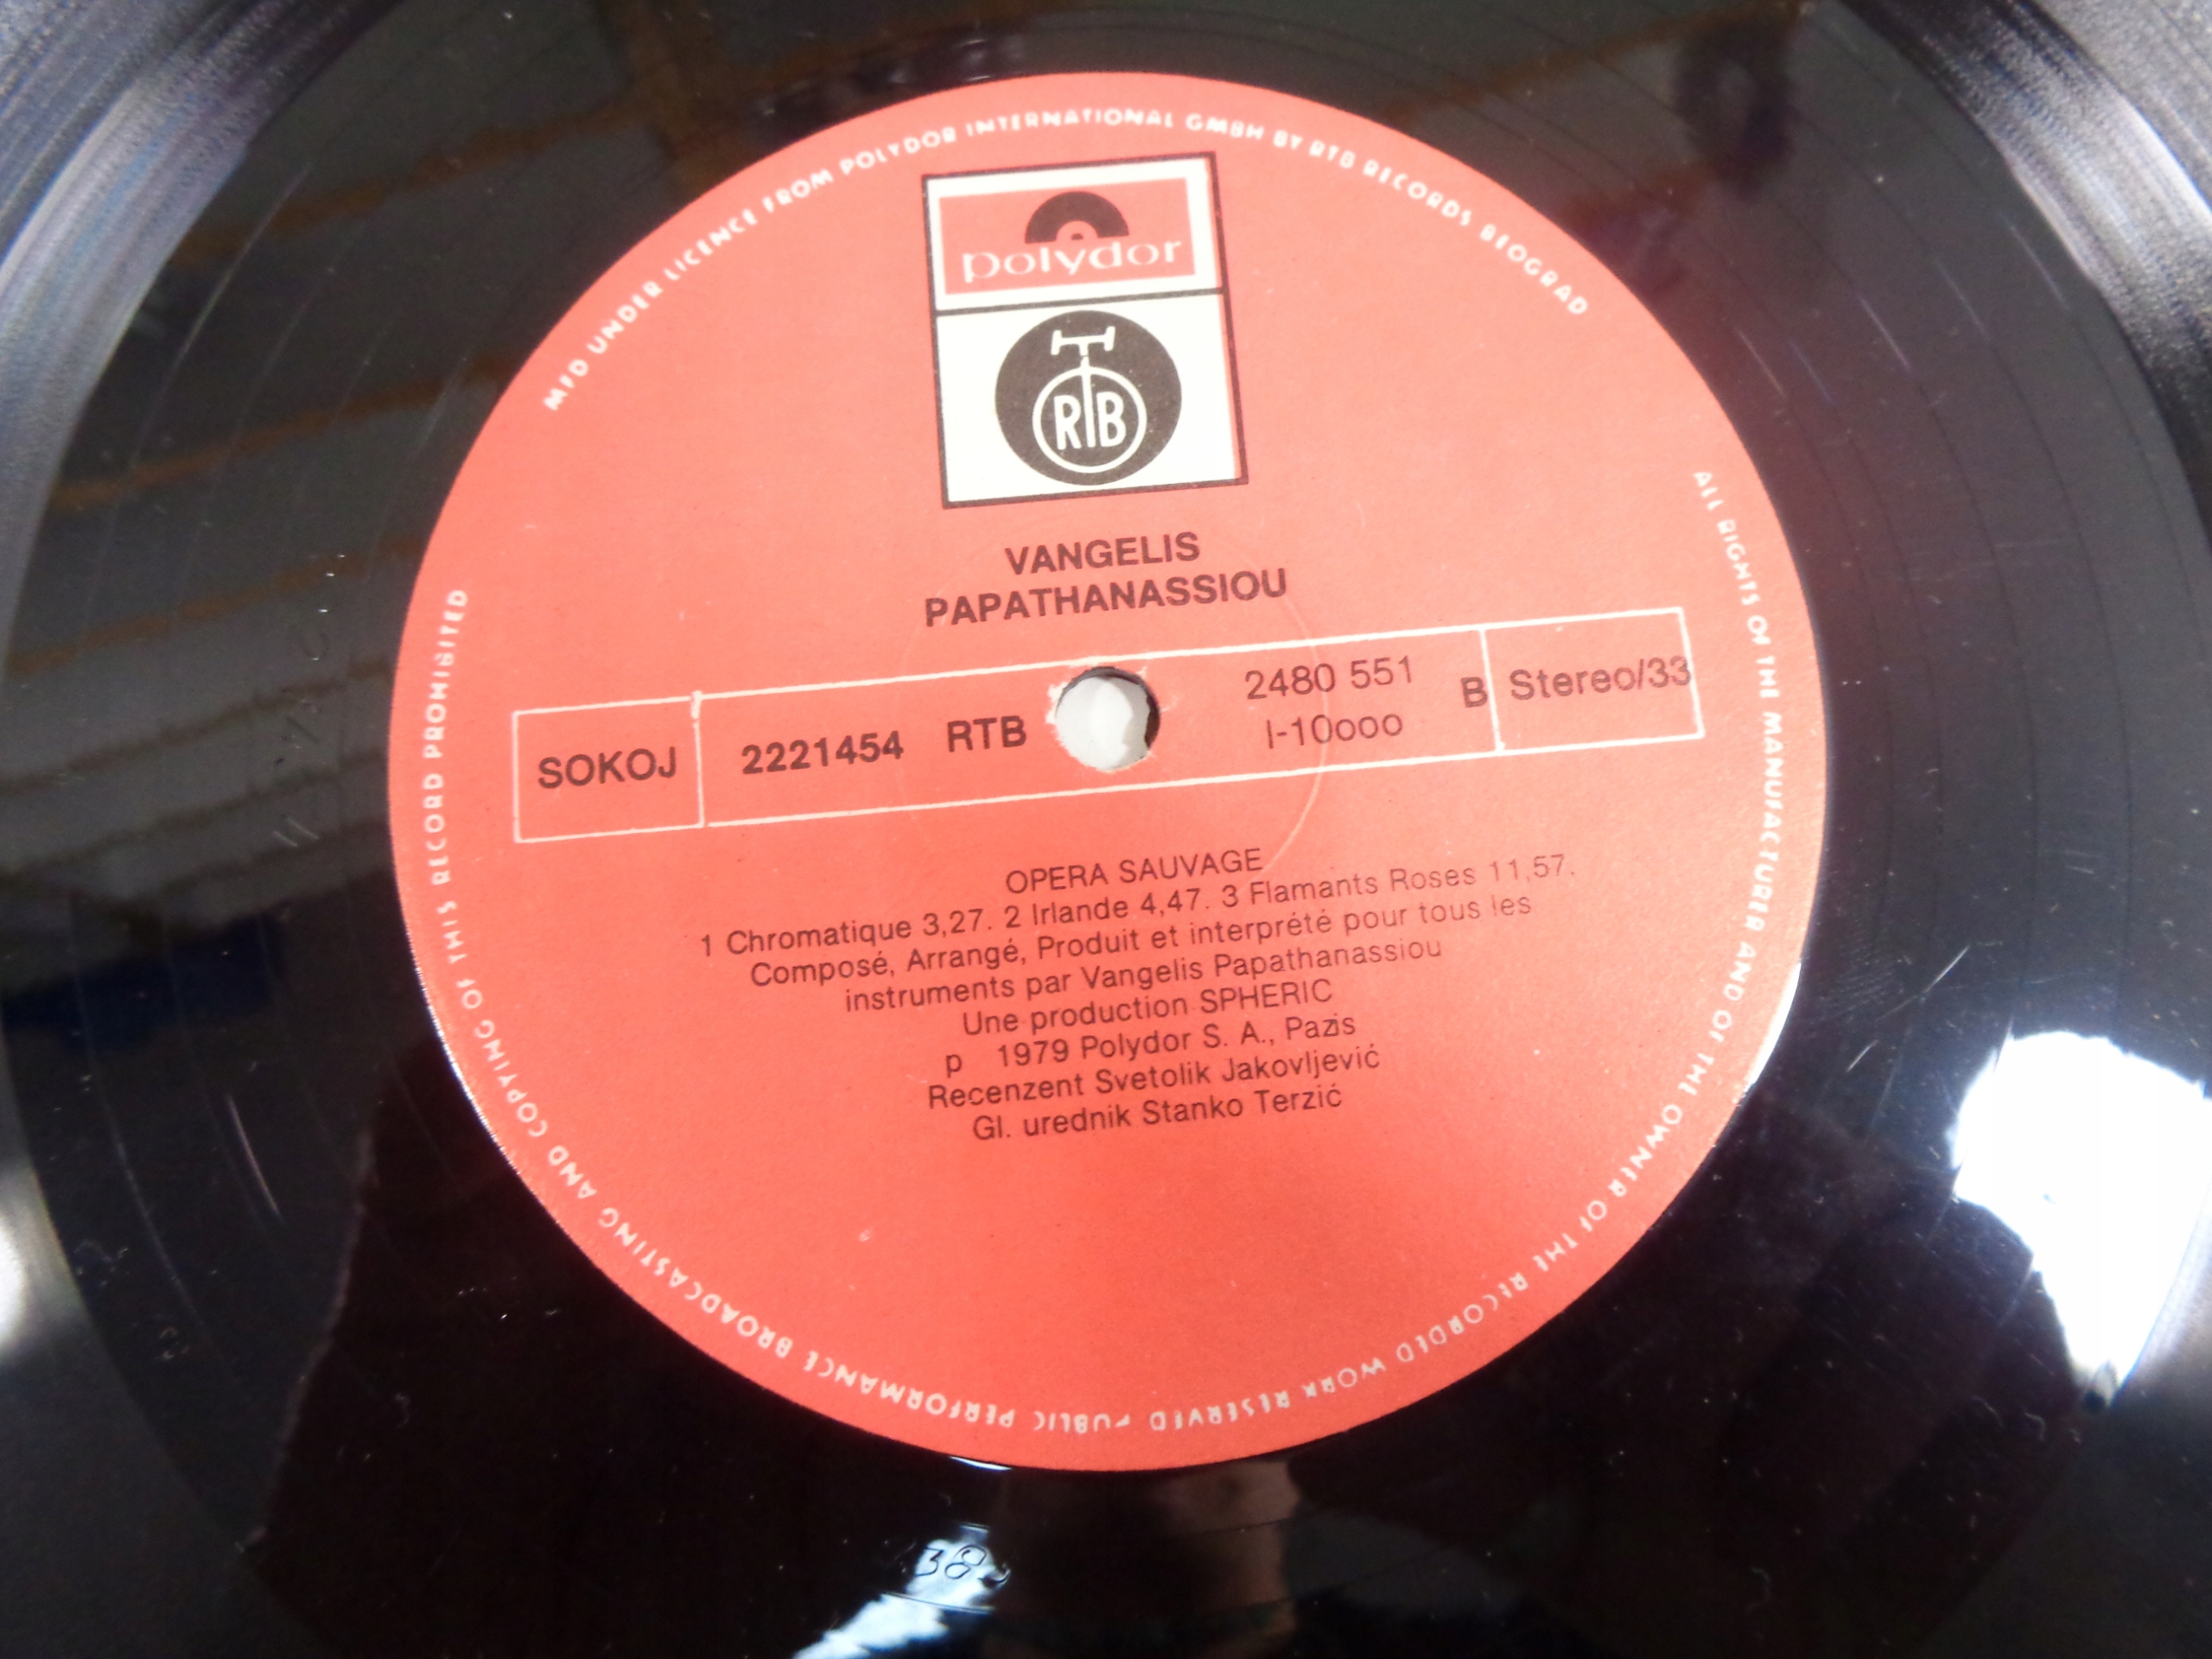 MFD UNDER LICENCE FROM POLYDOR INTERNATIONAL GMBH BY RTB RECORDS BEOGRAD
polydor
RTB
VANGELIS
PAPATHANASSIOU
SOKOJ
2221454 RTB
2480 551
I-10ooo
B
Stereo/33
OPERA SAUVAGE
1 Chromatique 3,27. 2 Irlande 4,47. 3 Flamants Roses 11,57.
Composé, Arrangé, Produit et interprété pour tous les
instruments par Vangelis Papathanassiou
Une production SPHERIC
p 1979 Polydor S. A., Pazis
Recenzent Svetolik Jakovljević
Gl. urednik Stanko Terzić
ALL RIGHTS OF THE MANUFACTURER AND OF THE OWNER OF THE RECORDED WORK RESERVED PUBLIC PERFORMANCE BROADCASTING AND COPYING OF THIS RECORD PROHIBITED